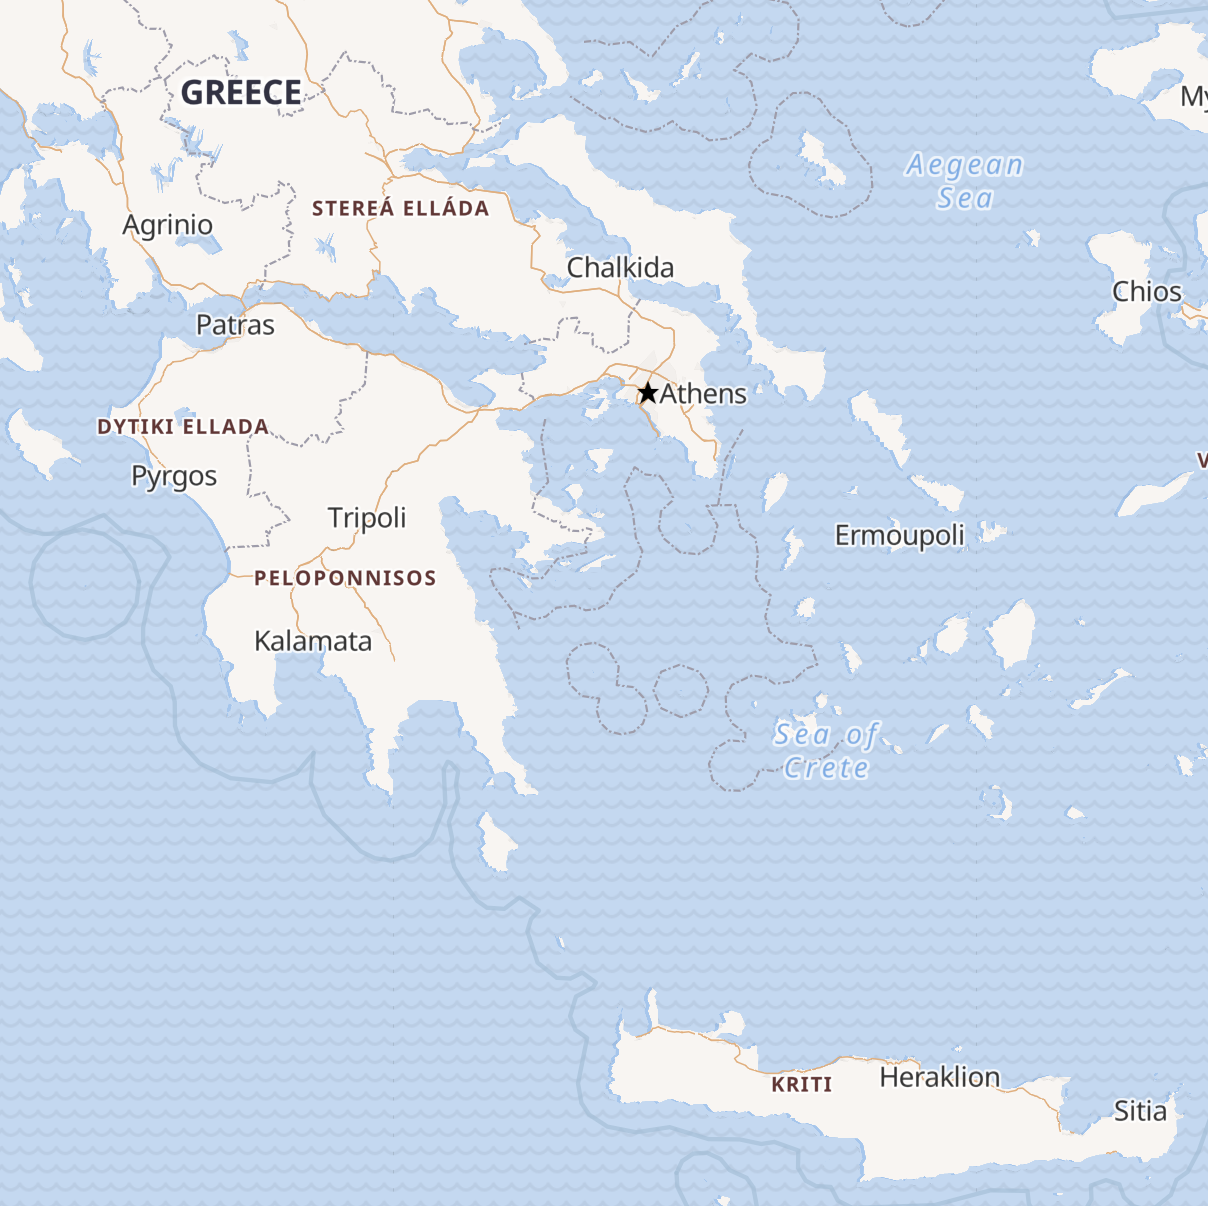 GREECE
My
Aegean
Sea
STEREÁ ELLÁDA
Agrinio
Chalkida
Chios
Patras
Athens
DYTIKI ELLADA
Pyrgos
Tripoli
Ermoupoli
PELOPONNISOS
Kalamata
Sea of
Crete
KRITI
Heraklion
Sitia